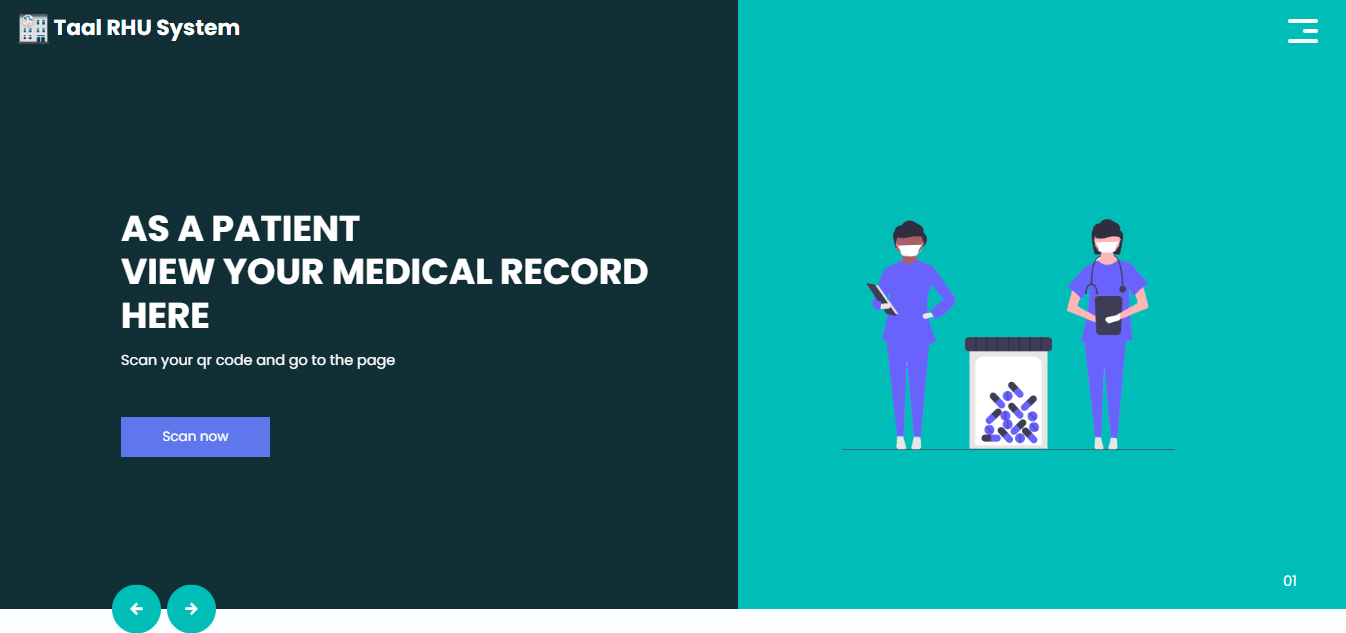 Taal RHU System
AS A PATIENT
VIEW YOUR MEDICAL RECORD
HERE
Scan your qr code and go to the page
Scan now
01